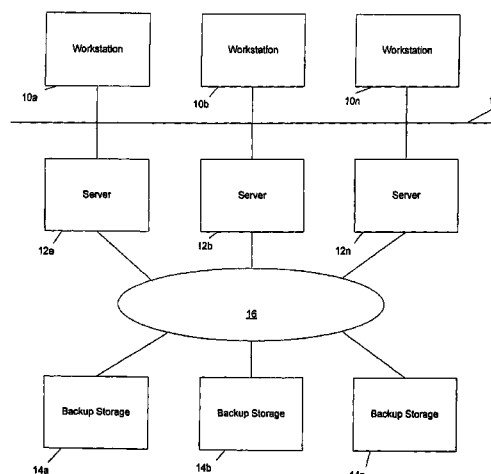 Workstation Workstation Workstation
10a 10b 10n
Server Server Server
12a 12b 12n
16
Backup Storage Backup Storage Backup Storage
14a 14b